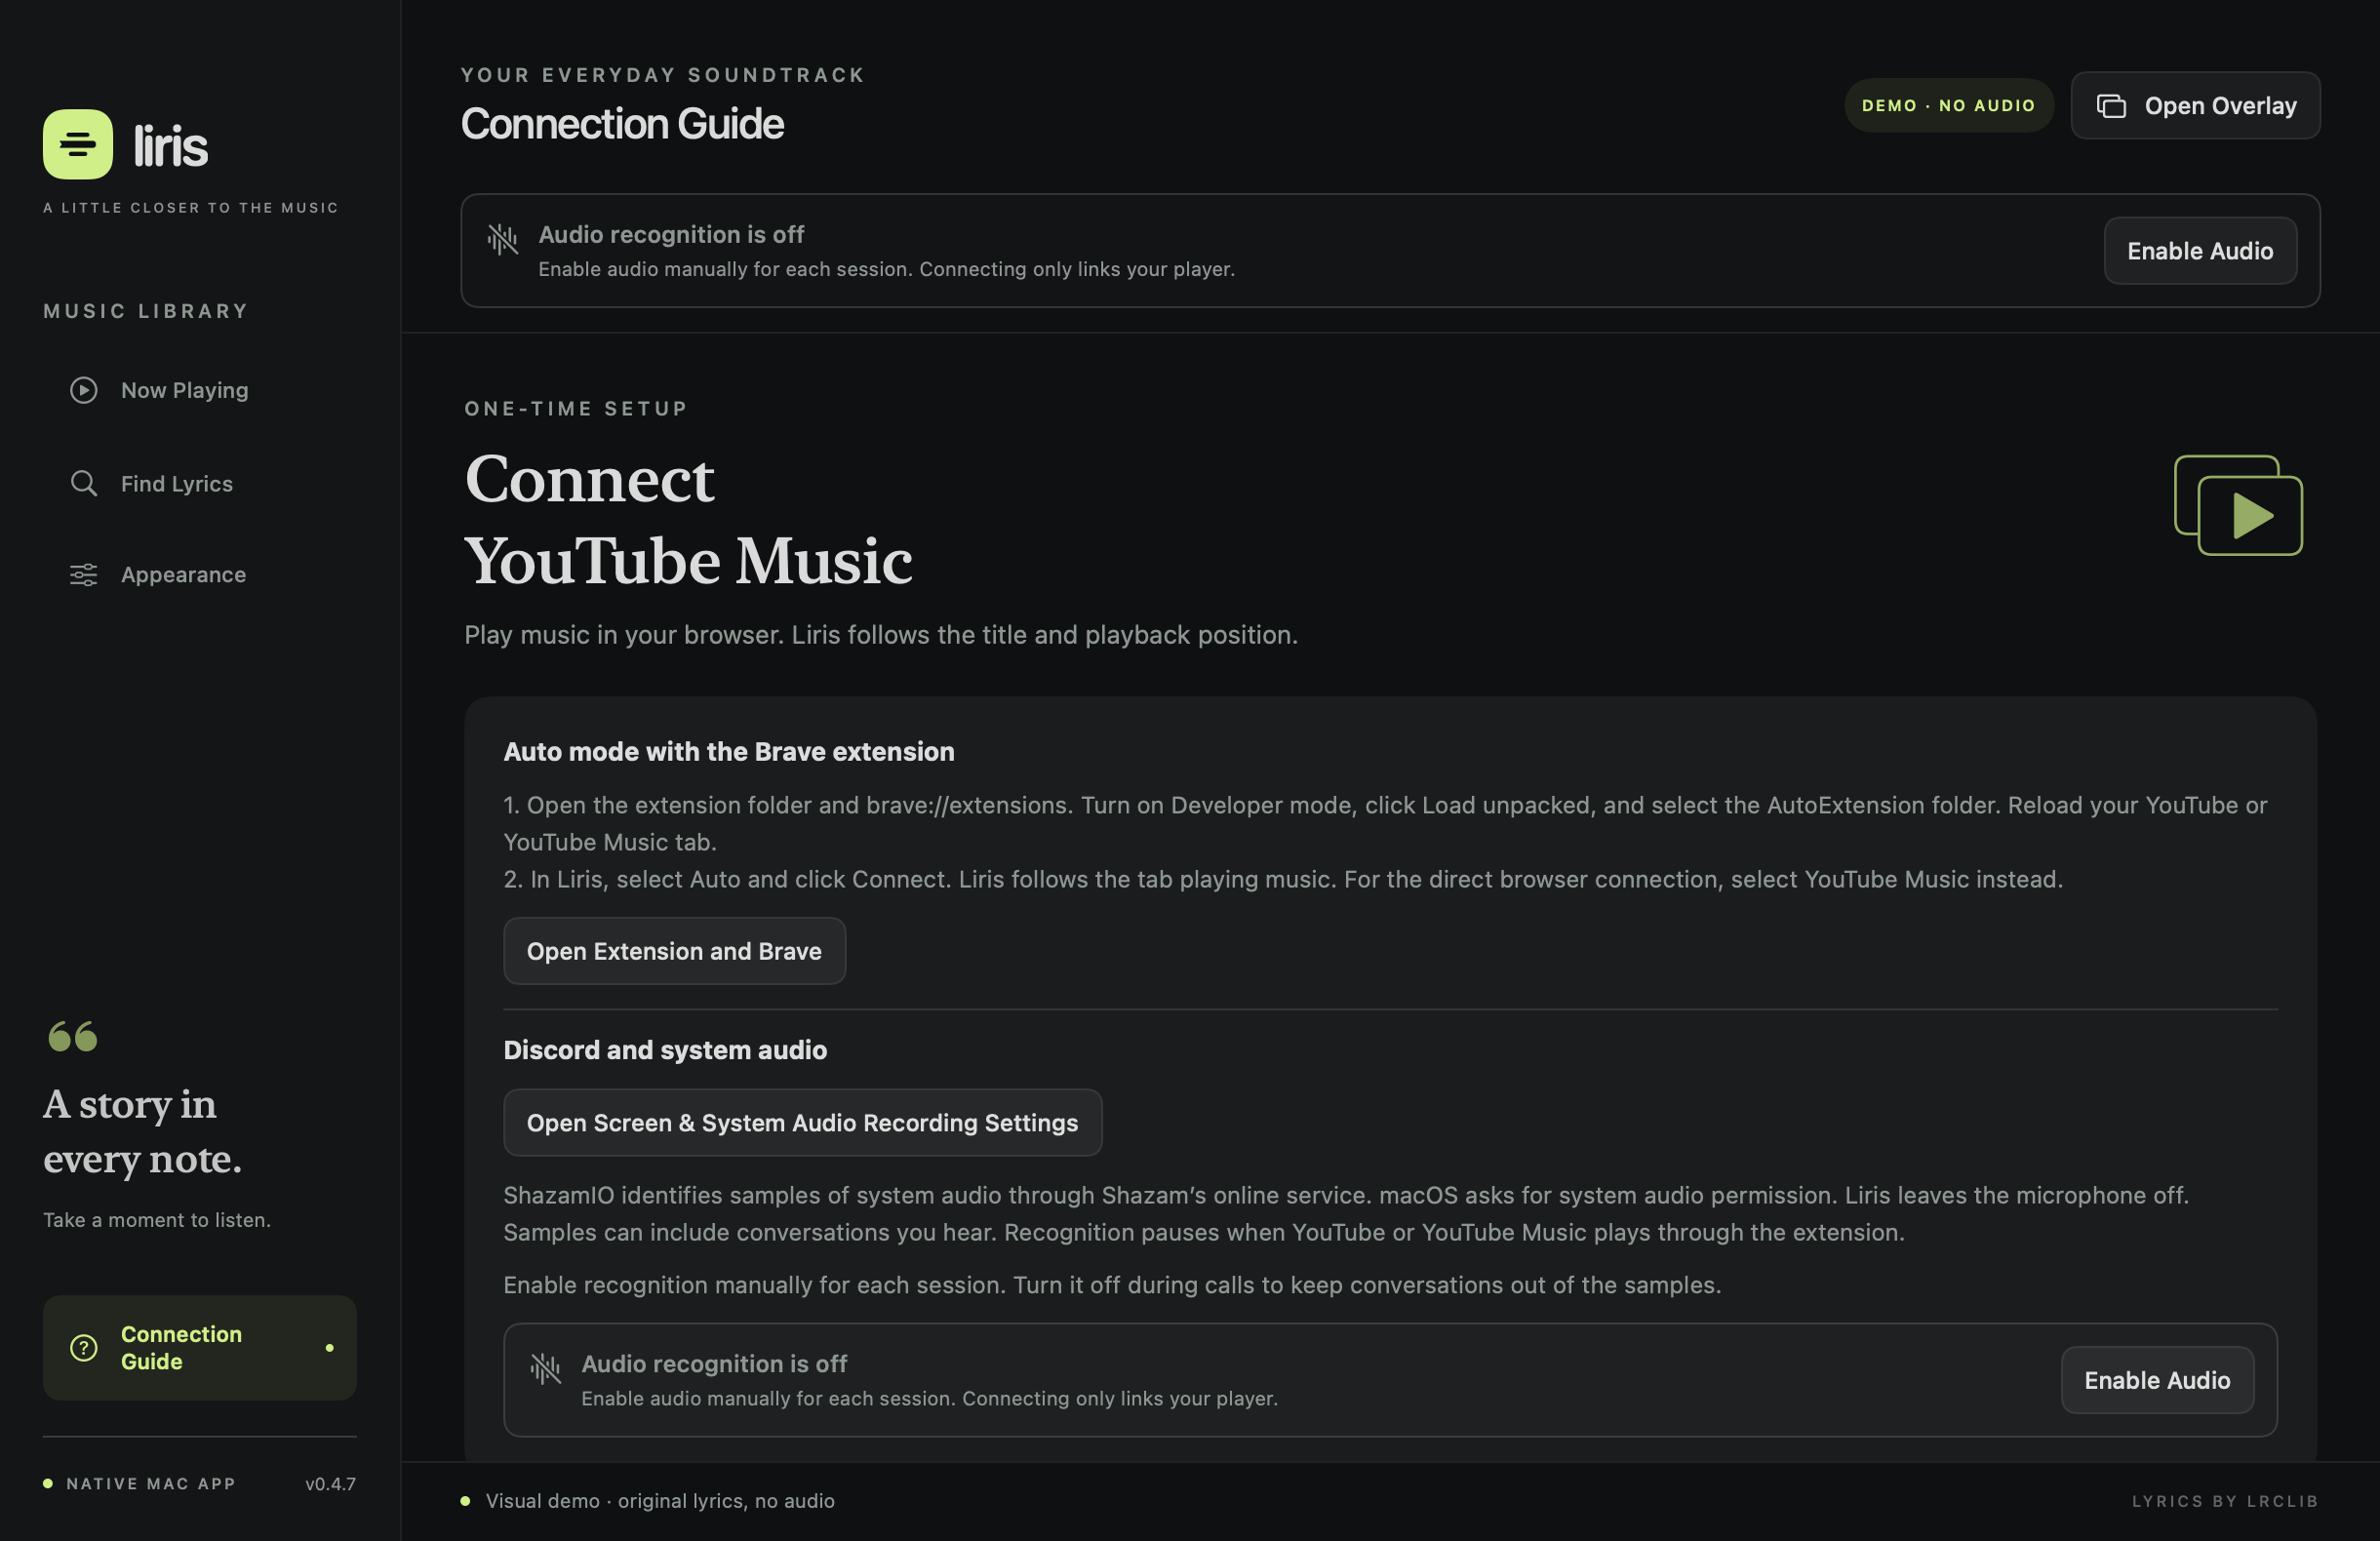 liris
A LITTLE CLOSER TO THE MUSIC
MUSIC LIBRARY
Now Playing
Find Lyrics
Appearance
A story in
every note.
Take a moment to listen.
Connection
Guide
NATIVE MAC APP
v0.4.7
YOUR EVERYDAY SOUNDTRACK
Connection Guide
DEMO · NO AUDIO
Open Overlay
Audio recognition is off
Enable audio manually for each session. Connecting only links your player.
Enable Audio
ONE-TIME SETUP
Connect
YouTube Music
Play music in your browser. Liris follows the title and playback position.
Auto mode with the Brave extension
1. Open the extension folder and brave://extensions. Turn on Developer mode, click Load unpacked, and select the AutoExtension folder. Reload your YouTube or
YouTube Music tab.
2. In Liris, select Auto and click Connect. Liris follows the tab playing music. For the direct browser connection, select YouTube Music instead.
Open Extension and Brave
Discord and system audio
Open Screen & System Audio Recording Settings
ShazamIO identifies samples of system audio through Shazam’s online service. macOS asks for system audio permission. Liris leaves the microphone off.
Samples can include conversations you hear. Recognition pauses when YouTube or YouTube Music plays through the extension.
Enable recognition manually for each session. Turn it off during calls to keep conversations out of the samples.
Audio recognition is off
Enable audio manually for each session. Connecting only links your player.
Enable Audio
Visual demo · original lyrics, no audio
LYRICS BY LRCLIB